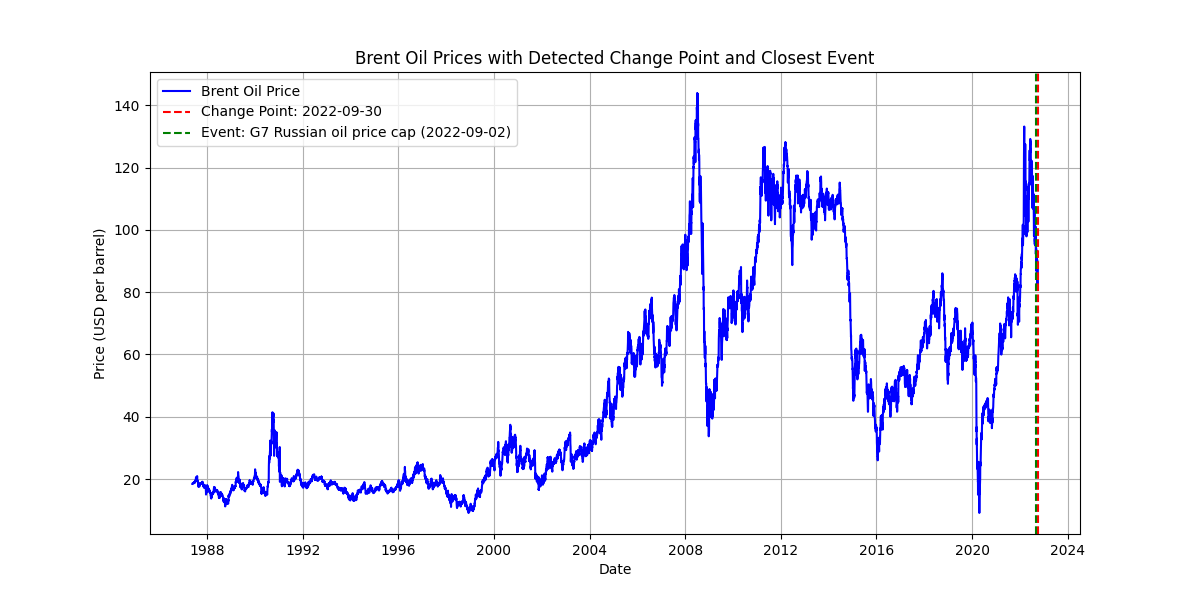 Brent Oil Prices with Detected Change Point and Closest Event
Brent Oil Price
Change Point: 2022-09-30
Event: G7 Russian oil price cap (2022-09-02)
Price (USD per barrel)
140
120
100
80
60
40
20
1988 1992 1996 2000 2004 2008 2012 2016 2020 2024
Date